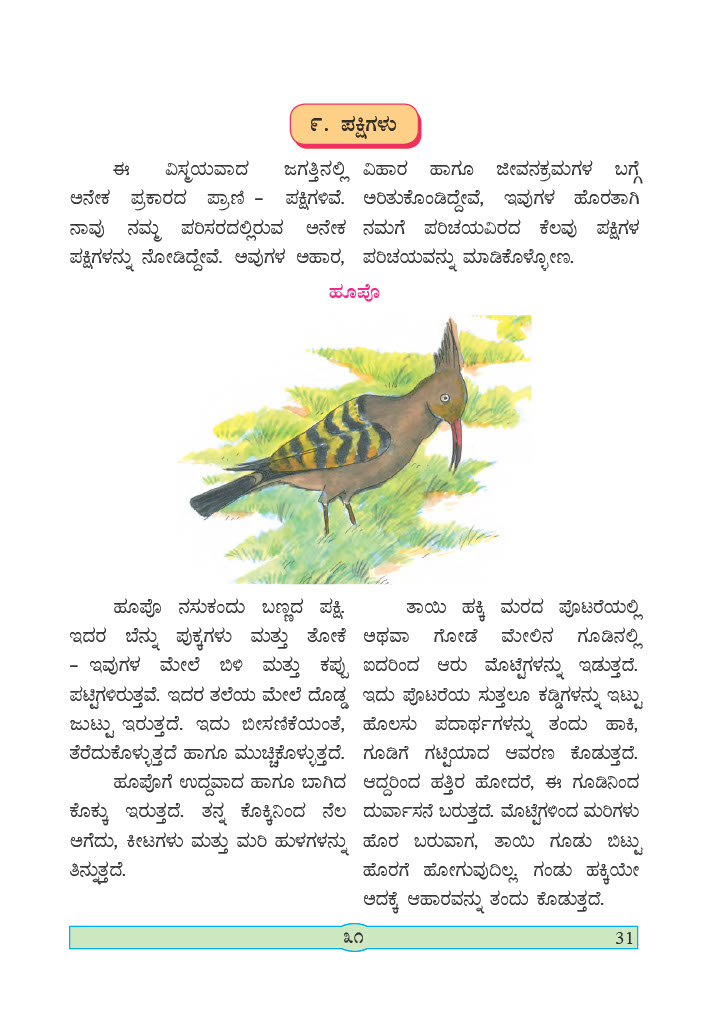 ೯. ಪಕ್ಷಿಗಳು
ಈ ವಿಸ್ಮಯವಾದ ಜಗತ್ತಿನಲ್ಲಿ
ಅನೇಕ ಪ್ರಕಾರದ ಪ್ರಾಣಿ – ಪಕ್ಷಿಗಳಿವೆ.
ನಾವು ನಮ್ಮ ಪರಿಸರದಲ್ಲಿರುವ ಅನೇಕ
ಪಕ್ಷಿಗಳನ್ನು ನೋಡಿದ್ದೇವೆ. ಅವುಗಳ ಅಹಾರ,
ವಿಹಾರ ಹಾಗೂ ಜೀವನಕ್ರಮಗಳ ಬಗ್ಗೆ
ಅರಿತುಕೊಂಡಿದ್ದೇವೆ, ಇವುಗಳ ಹೊರತಾಗಿ
ನಮಗೆ ಪರಿಚಯವಿರದ ಕೆಲವು ಪಕ್ಷಿಗಳ
ಪರಿಚಯವನ್ನು ಮಾಡಿಕೊಳ್ಳೋಣ.
ಹೂಪೊ
ಹೂಪೊ ನಸುಕಂದು ಬಣ್ಣದ ಪಕ್ಷಿ.
ಇದರ ಬೆನ್ನು ಪುಕ್ಕಗಳು ಮತ್ತು ತೋಕೆ
– ಇವುಗಳ ಮೇಲೆ ಬಿಳಿ ಮತ್ತು ಕಪ್ಪು
ಪಟ್ಟಿಗಳಿರುತ್ತವೆ. ಇದರ ತಲೆಯ ಮೇಲೆ ದೊಡ್ಡ
ಜುಟ್ಟು ಇರುತ್ತದೆ. ಇದು ಬೀಸಣಿಕೆಯಂತೆ,
ತೆರೆದುಕೊಳ್ಳುತ್ತದೆ ಹಾಗೂ ಮುಚ್ಚಿಕೊಳ್ಳುತ್ತದೆ.
ಹೂಪೊಗೆ ಉದ್ದವಾದ ಹಾಗೂ ಬಾಗಿದ
ಕೊಕ್ಕು ಇರುತ್ತದೆ. ತನ್ನ ಕೊಕ್ಕಿನಿಂದ ನೆಲ
ಅಗೆದು, ಕೀಟಗಳು ಮತ್ತು ಮರಿ ಹುಳಗಳನ್ನು
ತಿನ್ನುತ್ತದೆ.
ತಾಯಿ ಹಕ್ಕಿ ಮರದ ಪೊಟರೆಯಲ್ಲಿ
ಅಥವಾ ಗೋಡೆ ಮೇಲಿನ ಗೂಡಿನಲ್ಲಿ
ಐದರಿಂದ ಆರು ಮೊಟ್ಟೆಗಳನ್ನು ಇಡುತ್ತದೆ.
ಇದು ಪೊಟರೆಯ ಸುತ್ತಲೂ ಕಡ್ಡಿಗಳನ್ನು ಇಟ್ಟು
ಹೊಲಸು ಪದಾರ್ಥಗಳನ್ನು ತಂದು ಹಾಕಿ,
ಗೂಡಿಗೆ ಗಟ್ಟಿಯಾದ ಆವರಣ ಕೊಡುತ್ತದೆ.
ಆದ್ದರಿಂದ ಹತ್ತಿರ ಹೋದರೆ, ಈ ಗೂಡಿನಿಂದ
ದುರ್ವಾಸನೆ ಬರುತ್ತದೆ. ಮೊಟ್ಟೆಗಳಿಂದ ಮರಿಗಳು
ಹೊರ ಬರುವಾಗ, ತಾಯಿ ಗೂಡು ಬಿಟ್ಟು
ಹೊರಗೆ ಹೋಗುವುದಿಲ್ಲ. ಗಂಡು ಹಕ್ಕಿಯೇ
ಅದಕ್ಕೆ ಆಹಾರವನ್ನು ತಂದು ಕೊಡುತ್ತದೆ.
೩೧
31